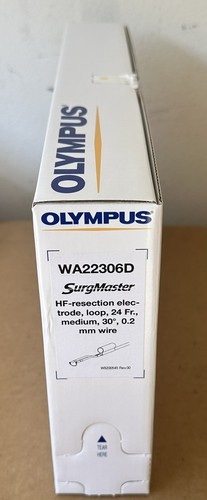 OLYMPUS
OLYMPUS
WA22306D
SurgMaster
HF-resection elec-
trode, loop, 24 Fr.,
medium, 30°, 0.2
mm wire
TEAR
HERE